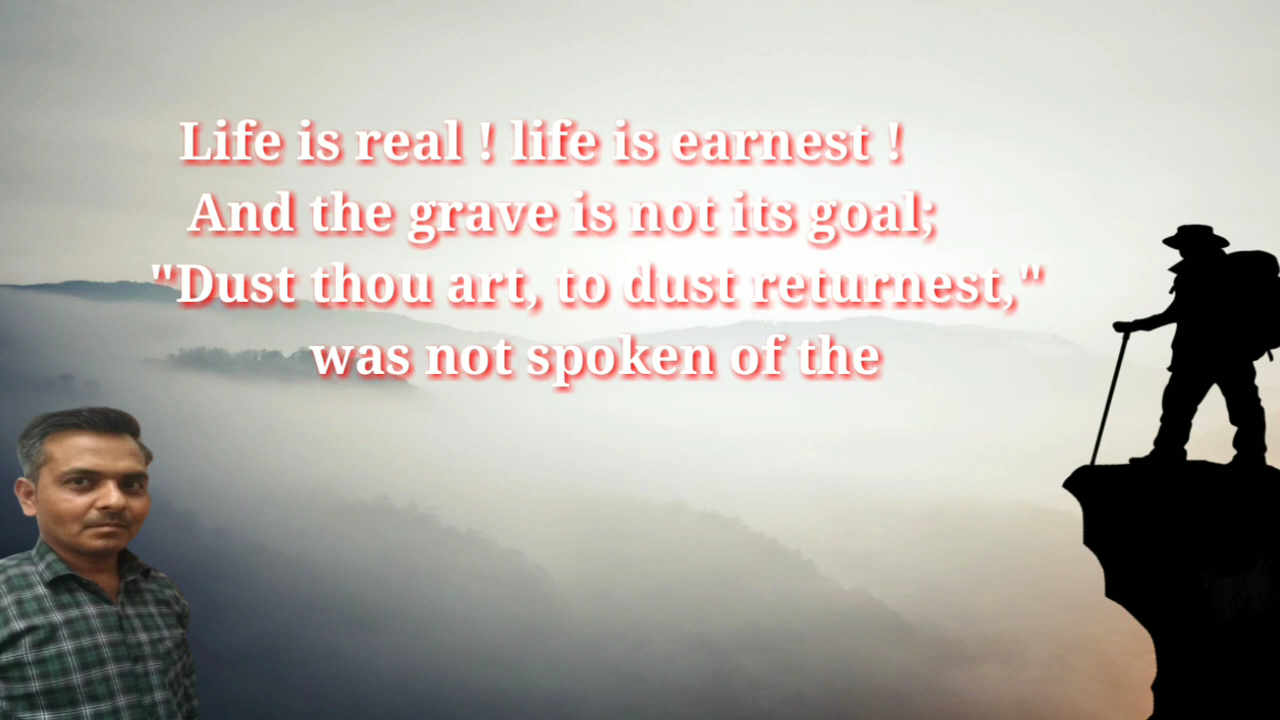 Life is real ! life is earnest !
And the grave is not its goal;
"Dust thou art, to dust returnest,"
was not spoken of the